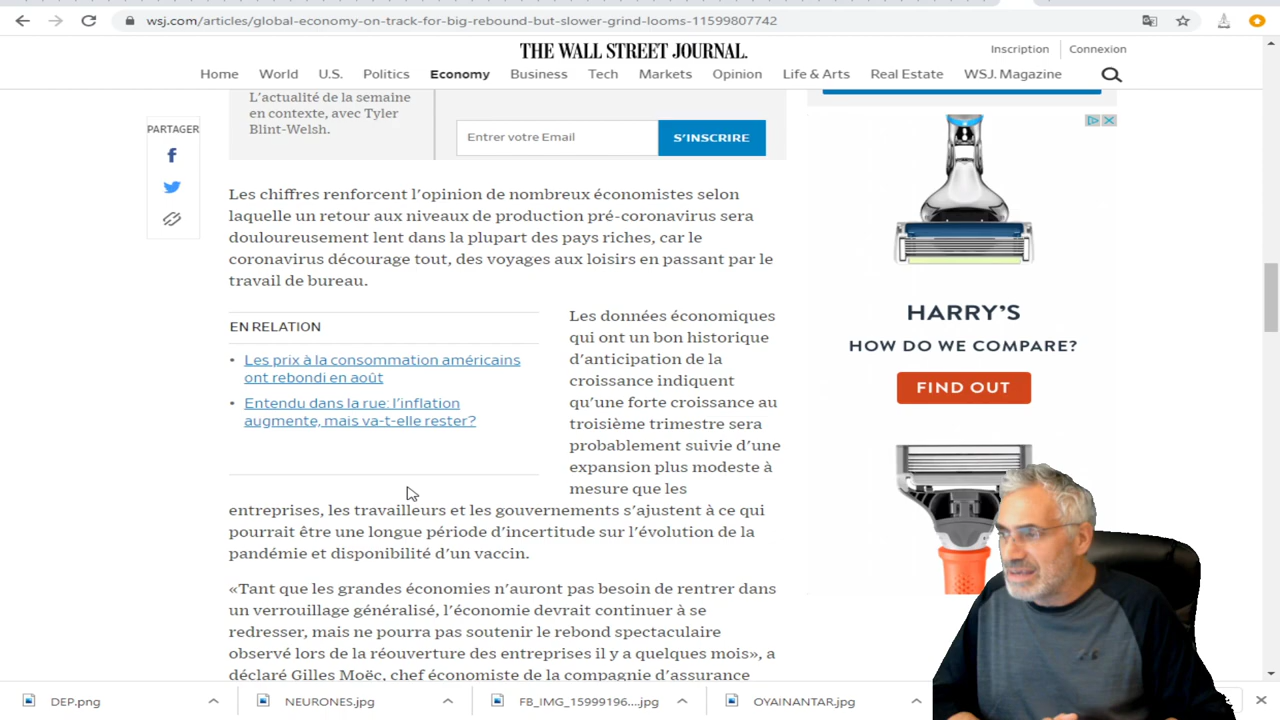 wsj.com/articles/global-economy-on-track-for-big-rebound-but-slower-grind-looms-11599807742
THE WALL STREET JOURNAL.
Inscription
Connexion
Home
World
U.S.
Politics
Economy
Business
Tech
Markets
Opinion
Life & Arts
Real Estate
WSJ. Magazine
PARTAGER
L'actualité de la semaine
en contexte, avec Tyler
Blint-Welsh.
Entrer votre Email
S'INSCRIRE
Les chiffres renforcent l'opinion de nombreux économistes selon
laquelle un retour aux niveaux de production pré-coronavirus sera
douloureusement lent dans la plupart des pays riches, car le
coronavirus décourage tout, des voyages aux loisirs en passant par le
travail de bureau.
EN RELATION
• Les prix à la consommation américains
ont rebondi en août
• Entendu dans la rue: l'inflation
augmente, mais va-t-elle rester?
Les données économiques
qui ont un bon historique
d'anticipation de la
croissance indiquent
qu'une forte croissance au
troisième trimestre sera
probablement suivie d'une
expansion plus modeste à
mesure que les
entreprises, les travailleurs et les gouvernements s'ajustent à ce qui
pourrait être une longue période d'incertitude sur l'évolution de la
pandémie et disponibilité d'un vaccin.
«Tant que les grandes économies n'auront pas besoin de rentrer dans
un verrouillage généralisé, l'économie devrait continuer à se
redresser, mais ne pourra pas soutenir le rebond spectaculaire
observé lors de la réouverture des entreprises il y a quelques mois», a
déclaré Gilles Moëc, chef économiste de la compagnie d'assurance
HARRY'S
HOW DO WE COMPARE?
FIND OUT
DEP.png
NEURONES.jpg
FB_IMG_15999196....jpg
OYAINANTAR.jpg